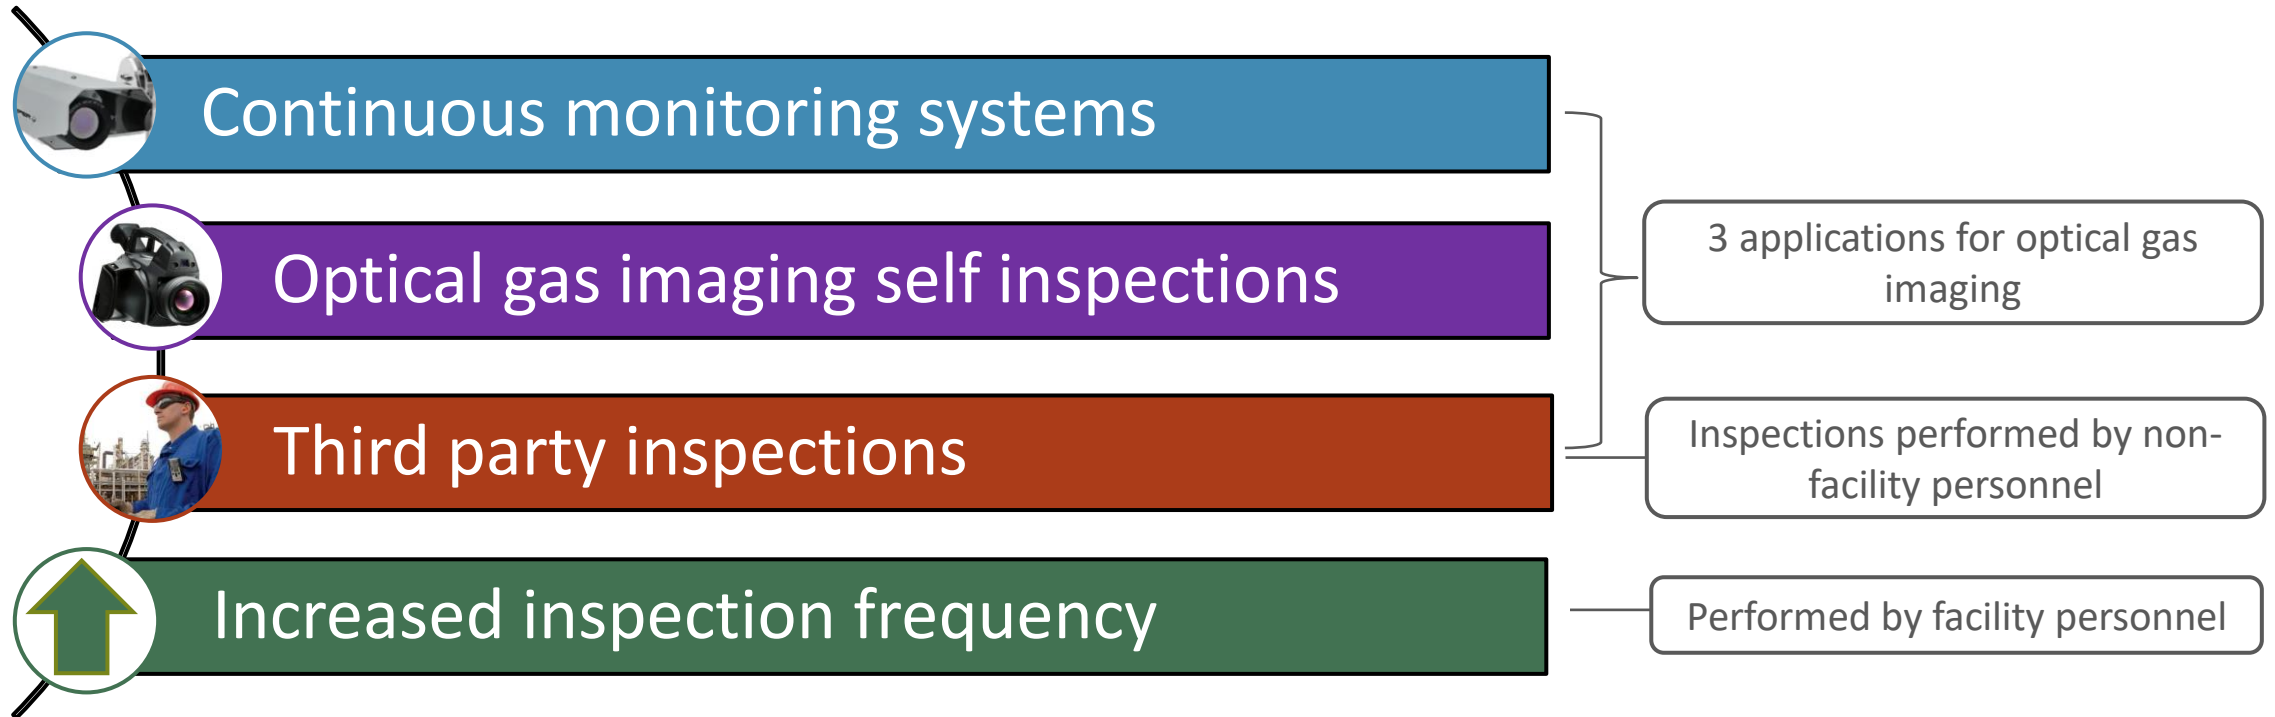 Continuous monitoring systems
Optical gas imaging self inspections
3 applications for optical gas
imaging
Third party inspections
Inspections performed by non-
facility personnel
Increased inspection frequency
Performed by facility personnel